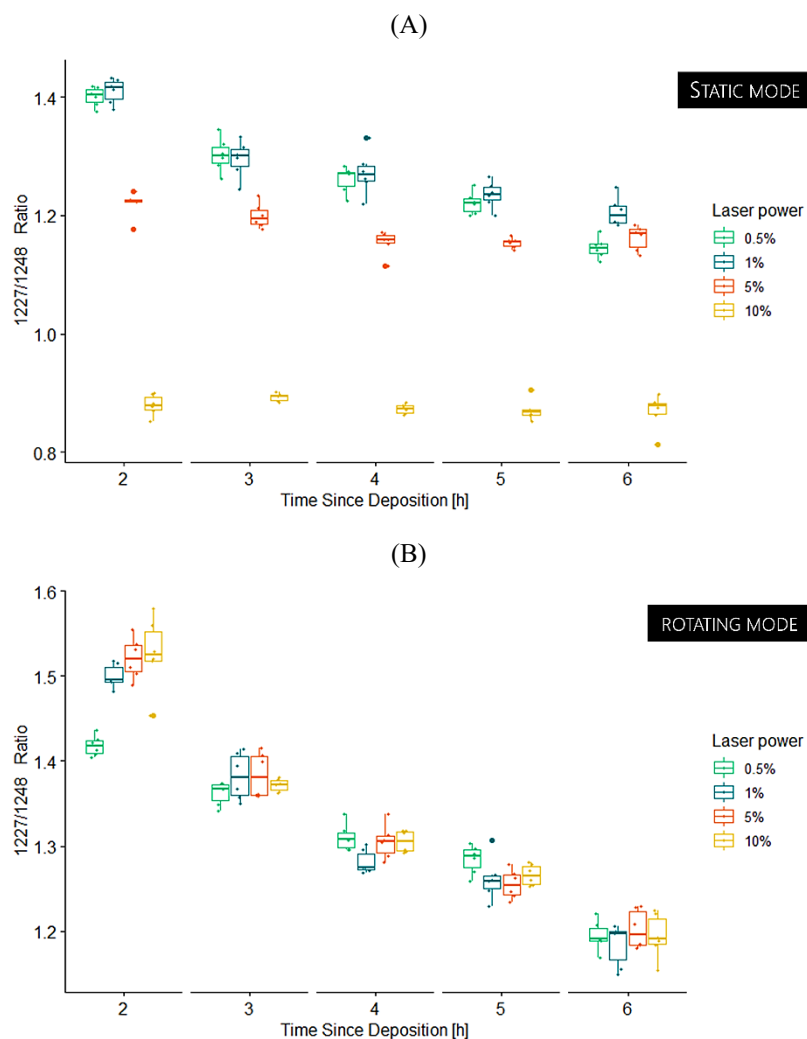 (A)
STATIC MODE
1.4
1.2
1.0
0.8
1227/1248 Ratio
2 3 4 5 6
Time Since Deposition [h]
Laser power
0.5%
1%
5%
10%
(B)
ROTATING MODE
1.6
1.5
1.4
1.3
1.2
1227/1248 Ratio
2 3 4 5 6
Time Since Deposition [h]
Laser power
0.5%
1%
5%
10%